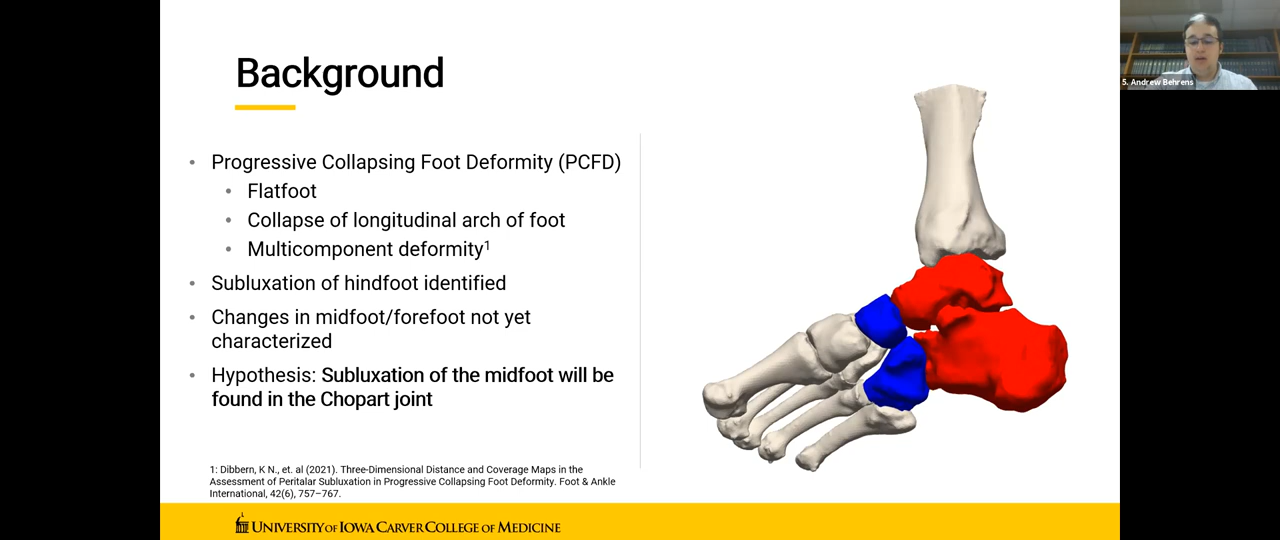 Background
• Progressive Collapsing Foot Deformity (PCFD)
• Flatfoot
• Collapse of longitudinal arch of foot
• Multicomponent deformity¹
• Subluxation of hindfoot identified
• Changes in midfoot/forefoot not yet
characterized
• Hypothesis: Subluxation of the midfoot will be
found in the Chopart joint
1: Dibbern, K N., et. al (2021). Three-Dimensional Distance and Coverage Maps in the
Assessment of Peritalar Subluxation in Progressive Collapsing Foot Deformity. Foot & Ankle
International, 42(6), 757–767.
UNIVERSITY OF IOWA CARVER COLLEGE OF MEDICINE
5. Andrew Behrens